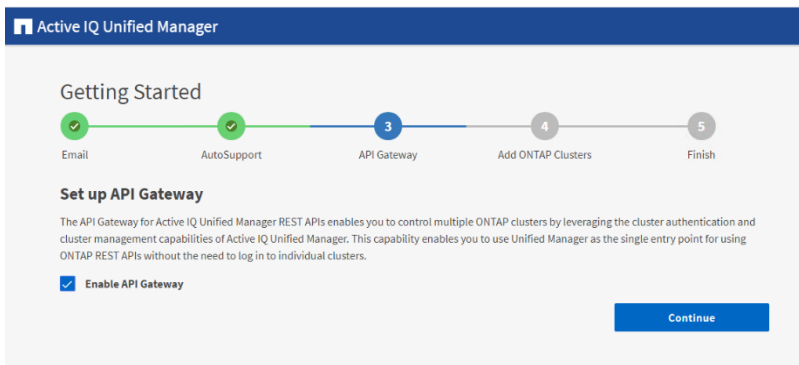 Active IQ Unified Manager
Getting Started
3
4
5
Email
AutoSupport
API Gateway
Add ONTAP Clusters
Finish
Set up API Gateway
The API Gateway for Active IQ Unified Manager REST APIs enables you to control multiple ONTAP clusters by leveraging the cluster authentication and
cluster management capabilities of Active IQ Unified Manager. This capability enables you to use Unified Manager as the single entry point for using
ONTAP REST APIs without the need to log in to individual clusters.
Enable API Gateway
Continue